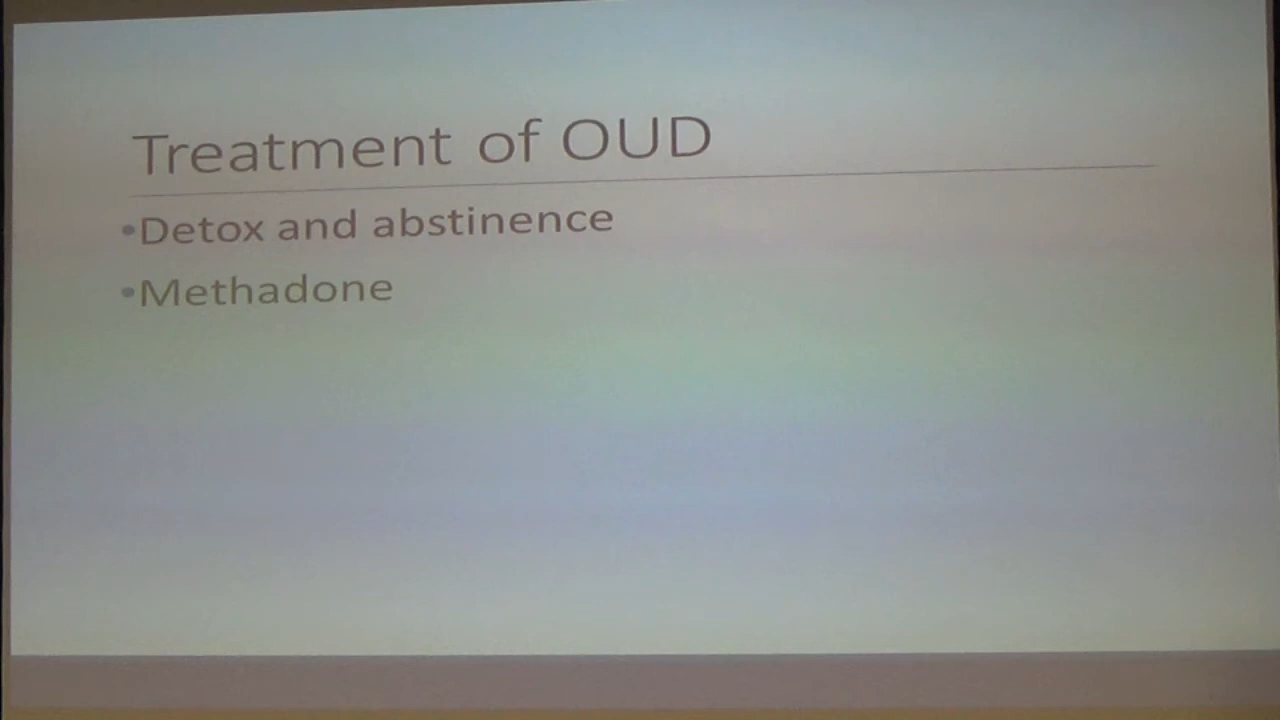 Treatment of OUD
•Detox and abstinence
•Methadone